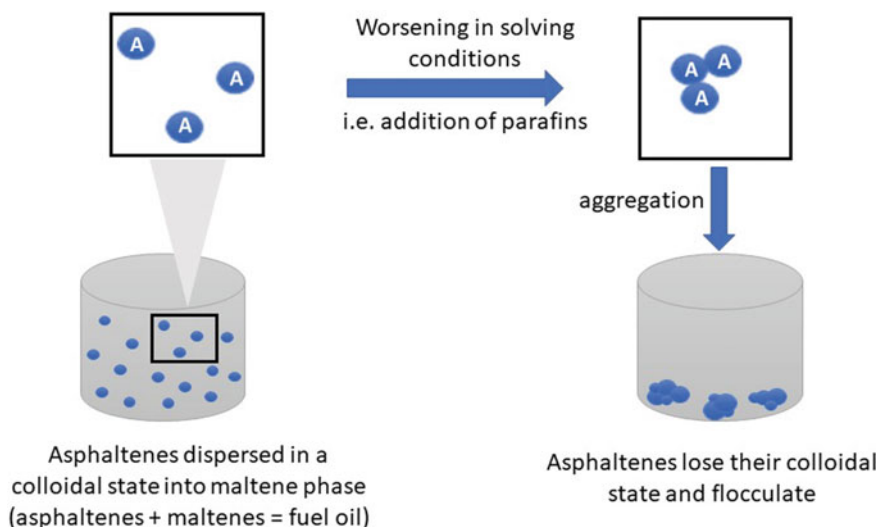 A
A
A
Worsening in solving
conditions
i.e. addition of parafins
A
A
A
aggregation
Asphaltenes dispersed in a
colloidal state into maltene phase
(asphaltenes + maltenes = fuel oil)
Asphaltenes lose their colloidal
state and flocculate